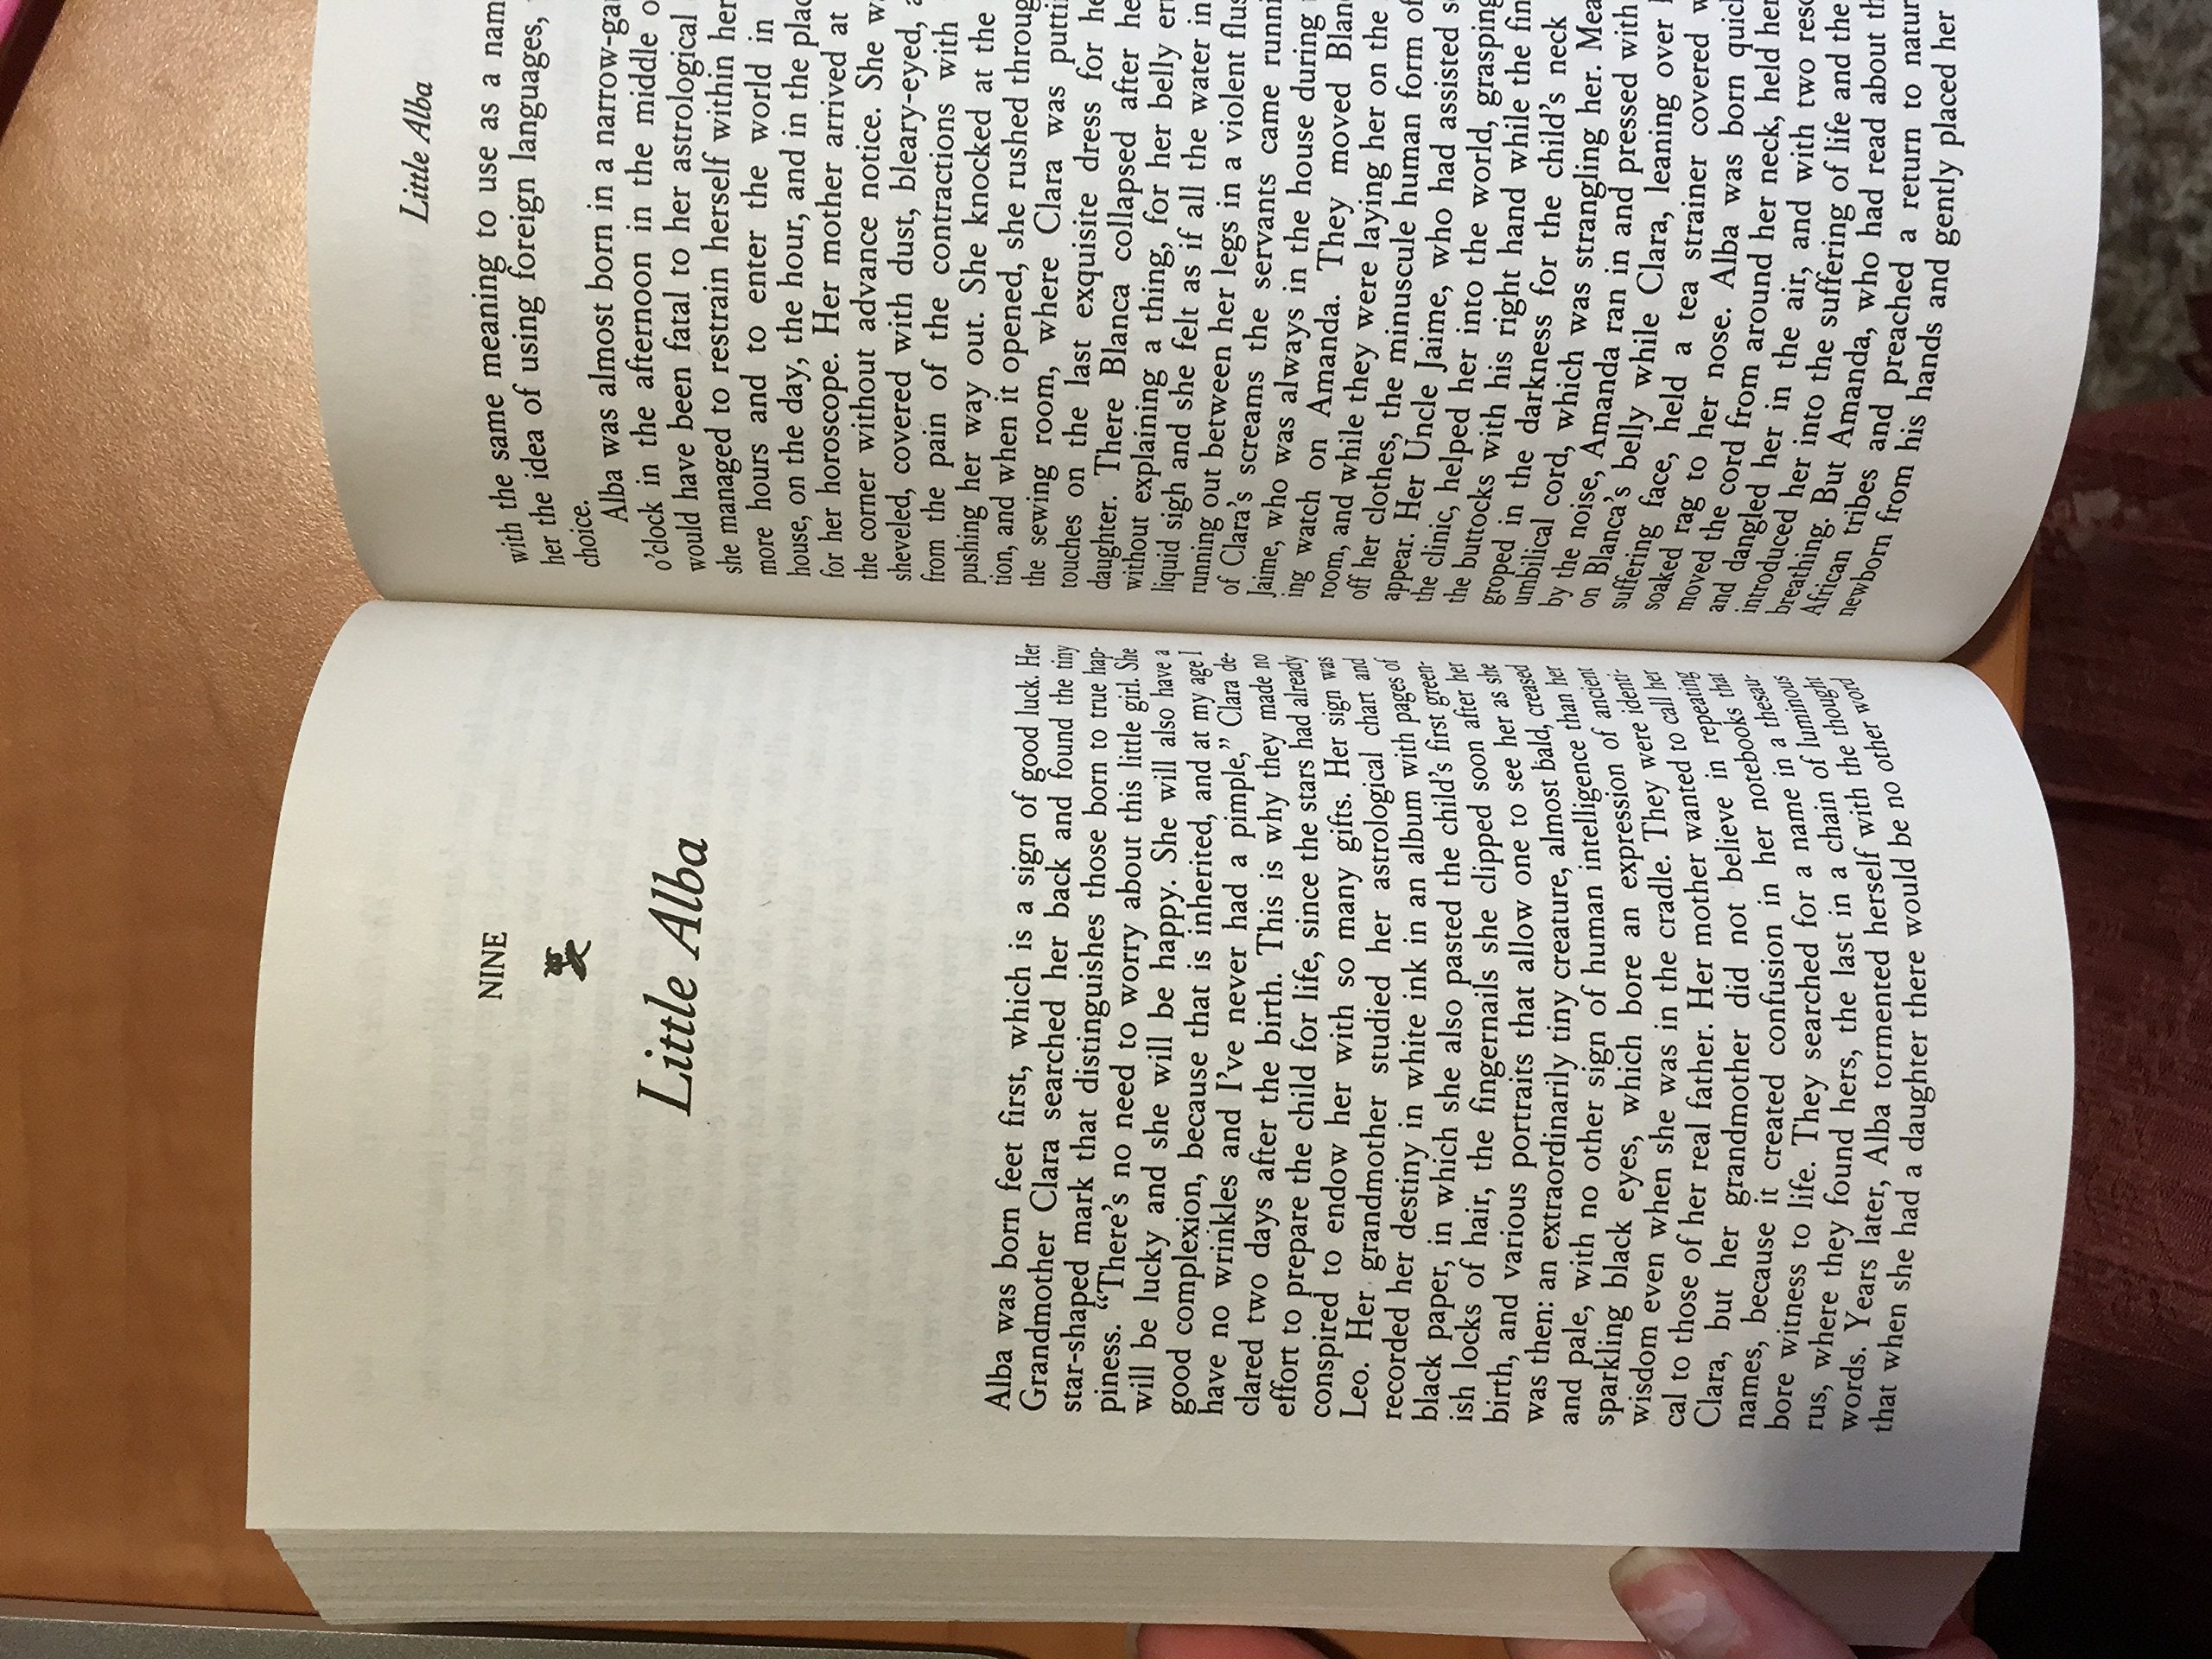 NINE
Little Alba
Alba was born feet first, which is a sign of good luck. Her
Grandmother Clara searched her back and found the tiny
star-shaped mark that distinguishes those born to true hap-
piness. “There’s no need to worry about this little girl. She
will be lucky and she will be happy. She will also have a
good complexion, because that is inherited, and at my age I
have no wrinkles and I’ve never had a pimple,” Clara de-
clared two days after the birth. This is why they made no
effort to prepare the child for life, since the stars had already
conspired to endow her with so many gifts. Her sign was
Leo. Her grandmother studied her astrological chart and
recorded her destiny in white ink in an album with pages of
black paper, in which she also pasted the child’s first green-
ish locks of hair, the fingernails she clipped soon after her
birth, and various portraits that allow one to see her as she
was then: an extraordinarily tiny creature, almost bald, creased
and pale, with no other sign of human intelligence than her
sparkling black eyes, which bore an expression of ancient
wisdom even when she was in the cradle. They were identi-
cal to those of her real father. Her mother wanted to call her
Clara, but her grandmother did not believe in repeating
names, because it created confusion in her notebooks that
bore witness to life. They searched for a name in a thesau-
rus, where they found hers, the last in a chain of luminous
words. Years later, Alba tormented herself with the thought
that when she had a daughter there would be no other word
Little Alba
with the same meaning to use as a nam
her the idea of using foreign languages,
choice.
Alba was almost born in a narrow-ga
o’clock in the afternoon in the middle o
would have been fatal to her astrological
she managed to restrain herself within her
more hours and to enter the world in
house, on the day, the hour, and in the plac
for her horoscope. Her mother arrived at
the corner without advance notice. She w
sheveled, covered with dust, bleary-eyed, a
from the pain of the contractions with
pushing her way out. She knocked at the
tion, and when it opened, she rushed throug
the sewing room, where Clara was putti
touches on the last exquisite dress for he
daughter. There Blanca collapsed after he
without explaining a thing, for her belly er
liquid sigh and she felt as if all the water in
running out between her legs in a violent flus
of Clara’s screams the servants came runni
Jaime, who was always in the house during
ing watch on Amanda. They moved Blanc
room, and while they were laying her on the
off her clothes, the minuscule human form of
appear. Her Uncle Jaime, who had assisted s
the clinic, helped her into the world, grasping
the buttocks with his right hand while the fin
groped in the darkness for the child’s neck
umbilical cord, which was strangling her. Mea
by the noise, Amanda ran in and pressed with
on Blanca’s belly while Clara, leaning over
suffering face, held a tea strainer covered w
soaked rag to her nose. Alba was born quick
moved the cord from around her neck, held her
and dangled her in the air, and with two reso
introduced her into the suffering of life and the
breathing. But Amanda, who had read about th
African tribes and preached a return to natur
newborn from his hands and gently placed her